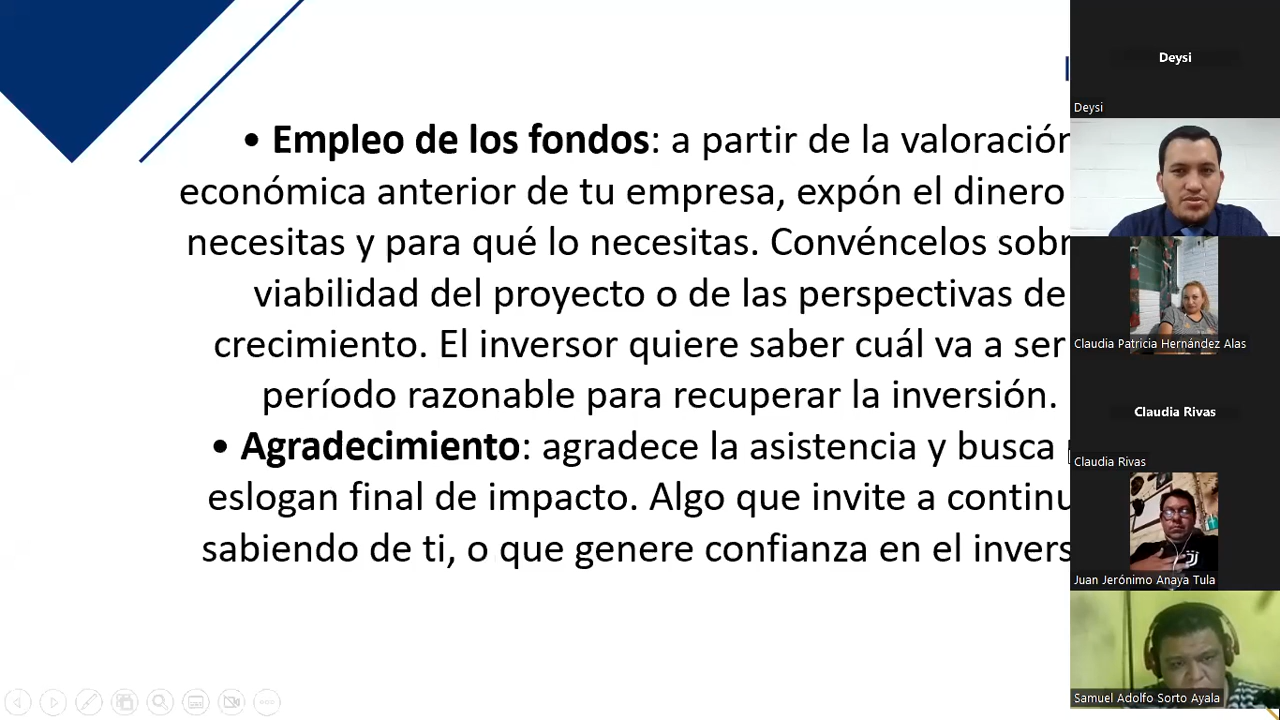 • Empleo de los fondos: a partir de la valoración
económica anterior de tu empresa, expón el dinero
necesitas y para qué lo necesitas. Convéncelos
viabilidad del proyecto o de las perspectivas de
crecimiento. El inversor quiere saber cuál va a ser
período razonable para recuperar la inversión.
• Agradecimiento: agradece la asistencia y busca
eslogan final de impacto. Algo que invite a
sabiendo de ti, o que genere confianza en el
Deysi
Deysi
Claudia Patricia Hernández Alas
Claudia Rivas
Claudia Rivas
Juan Jerónimo Anaya Tula
Samuel Adolfo Sorto Ayala